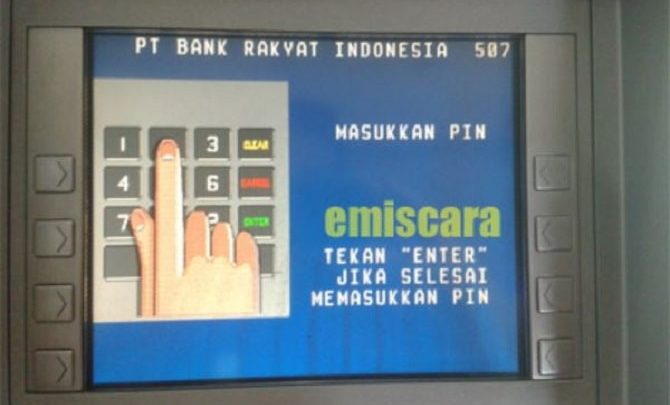 PT BANK RAKYAT INDONESIA 507
1 3 CLEAR
4 6 CANCEL
7 ENTER
MASUKKAN PIN
emiscara
TEKAN "ENTER"
JIKA SELESAI
MEMASUKKAN PIN